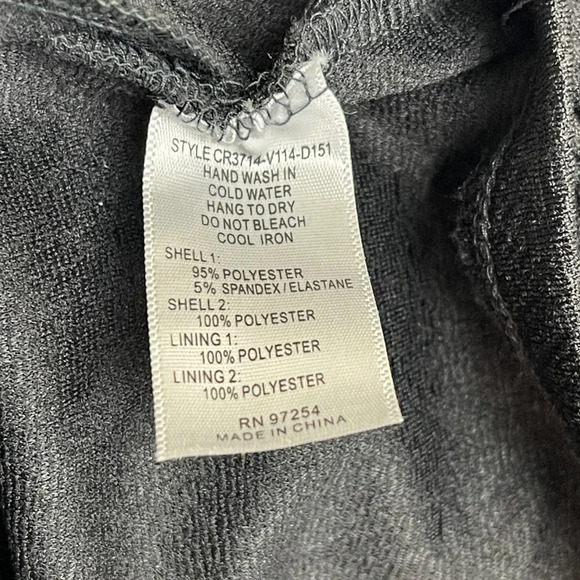 STYLE CR3714-V114-D151
HAND WASH IN
COLD WATER
HANG TO DRY
DO NOT BLEACH
COOL IRON
SHELL 1:
95% POLYESTER
5% SPANDEX/ELASTANE
SHELL 2:
100% POLYESTER
LINING 1:
100% POLYESTER
LINING 2:
100% POLYESTER
RN 97254
MADE IN CHINA